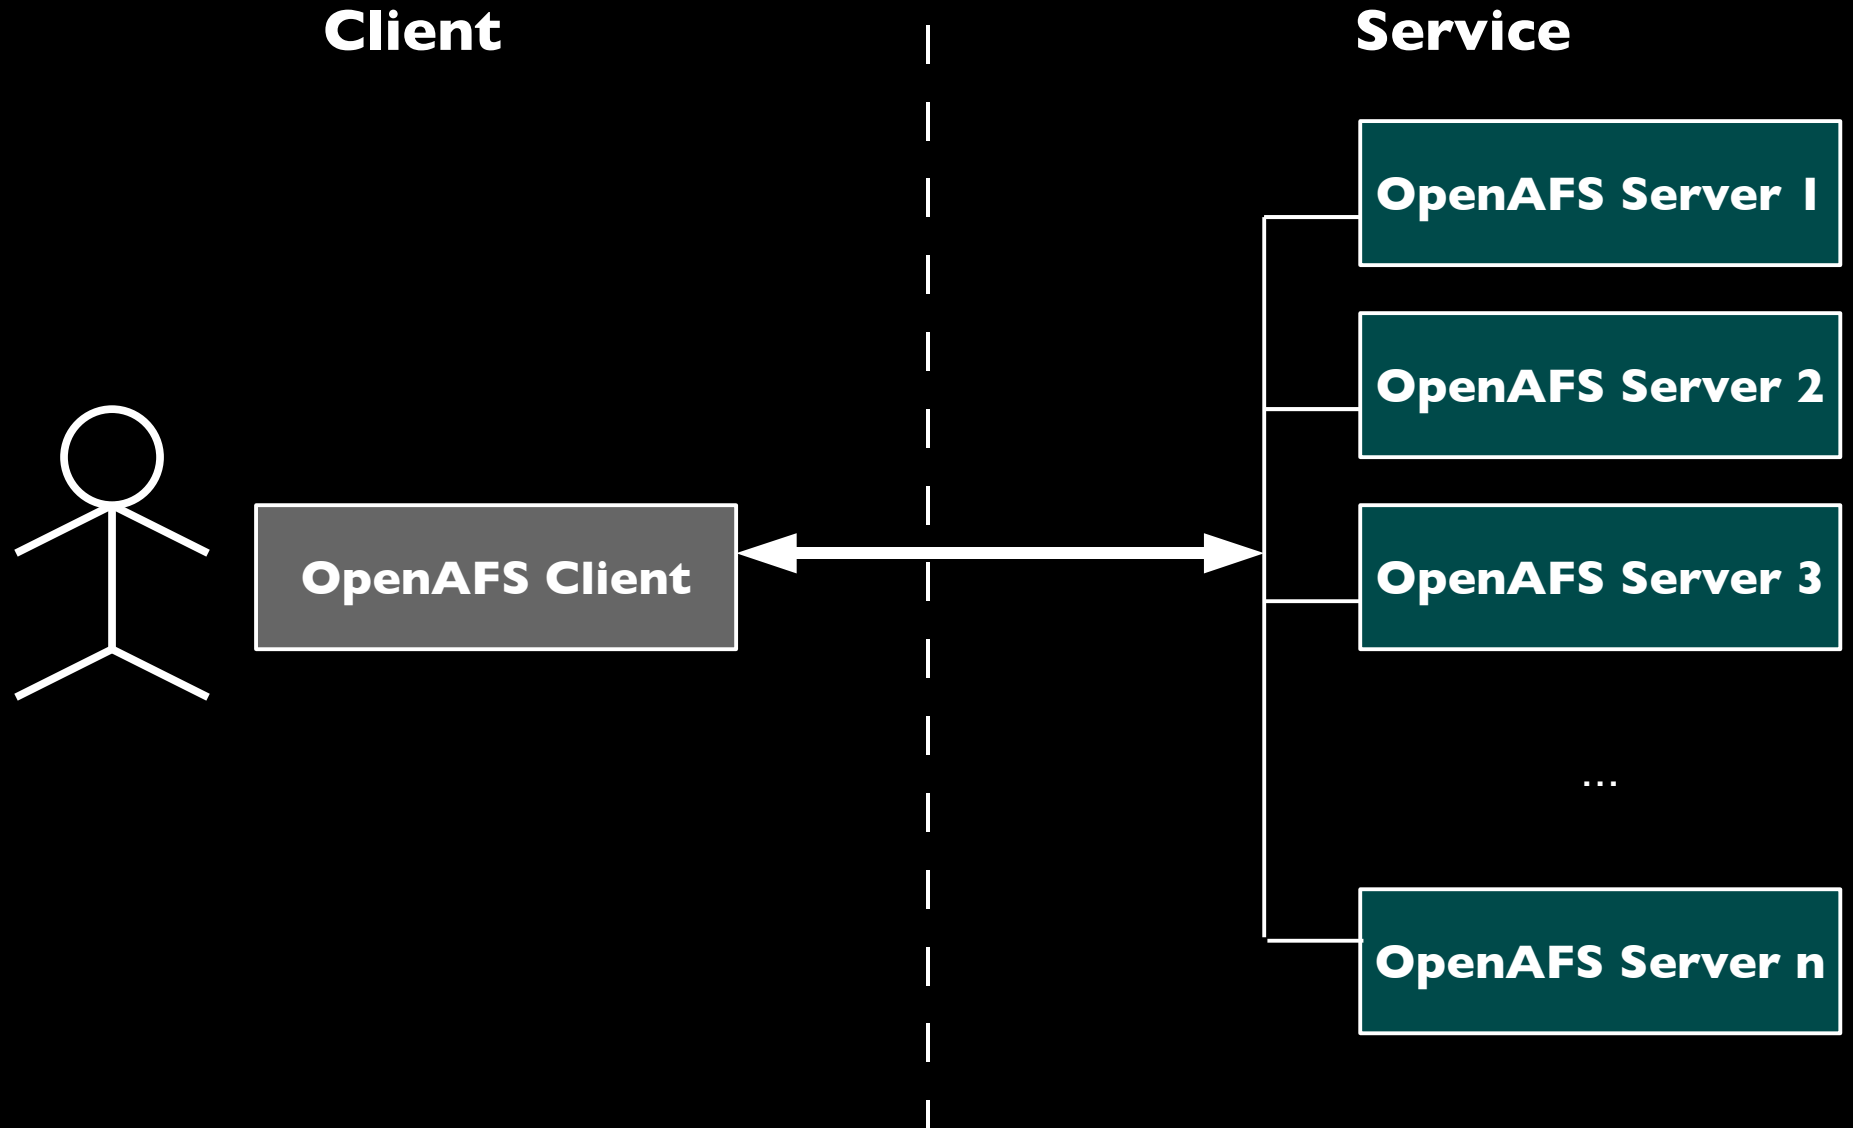 Client
Service
OpenAFS Server 1
OpenAFS Server 2
OpenAFS Client
OpenAFS Server 3
...
OpenAFS Server n